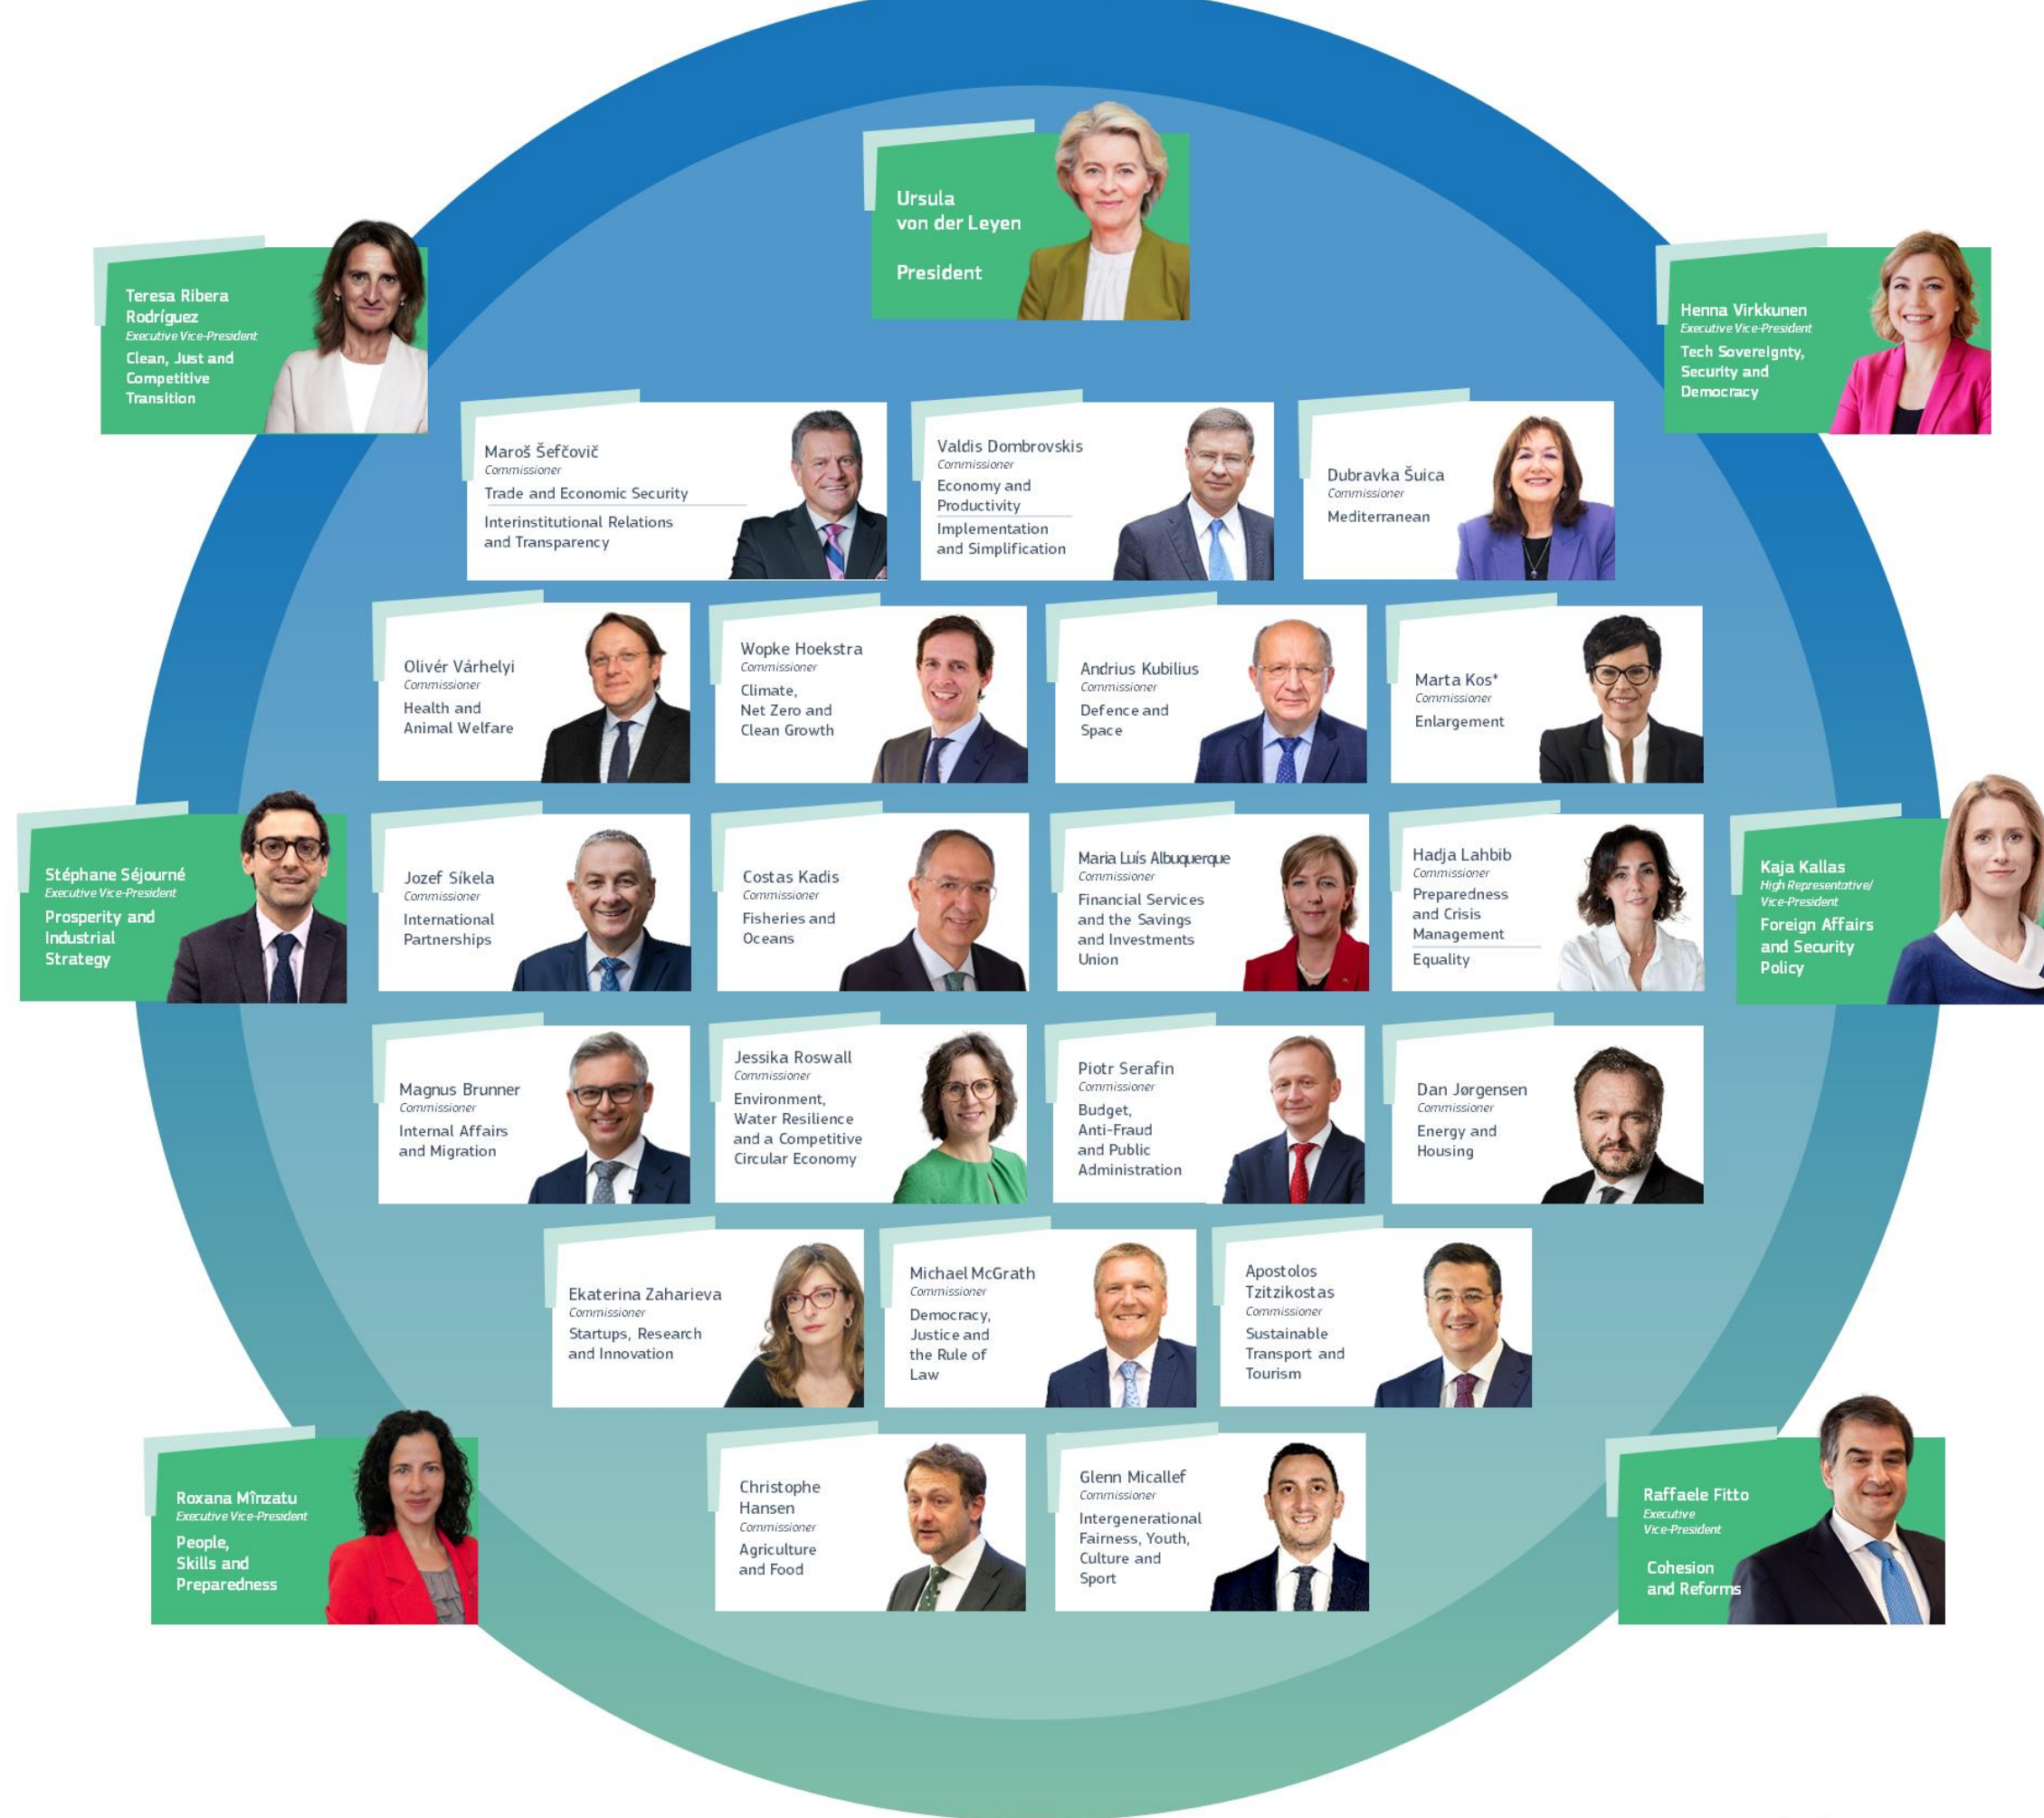 Ursula
von der Leyen
President
Teresa Ribera
Rodríguez
Executive Vice-President
Clean, Just and
Competitive
Transition
Henna Virkkunen
Executive Vice-President
Tech Sovereignty,
Security and
Democracy
Maroš Šefčovič
Commissioner
Trade and Economic Security
Interinstitutional Relations
and Transparency
Valdis Dombrovskis
Commissioner
Economy and
Productivity
Implementation
and Simplification
Dubravka Šuica
Commissioner
Mediterranean
Olivér Várhelyi
Commissioner
Health and
Animal Welfare
Wopke Hoekstra
Commissioner
Climate,
Net Zero and
Clean Growth
Andrius Kubilius
Commissioner
Defence and
Space
Marta Kos*
Commissioner
Enlargement
Stéphane Séjourné
Executive Vice-President
Prosperity and
Industrial
Strategy
Jozef Síkela
Commissioner
International
Partnerships
Costas Kadis
Commissioner
Fisheries and
Oceans
Maria Luís Albuquerque
Commissioner
Financial Services
and the Savings
and Investments
Union
Hadja Lahbib
Commissioner
Preparedness
and Crisis
Management
Equality
Kaja Kallas
High Representative/
Vice-President
Foreign Affairs
and Security
Policy
Magnus Brunner
Commissioner
Internal Affairs
and Migration
Jessika Roswall
Commissioner
Environment,
Water Resilience
and a Competitive
Circular Economy
Piotr Serafin
Commissioner
Budget,
Anti-Fraud
and Public
Administration
Dan Jørgensen
Commissioner
Energy and
Housing
Ekaterina Zaharieva
Commissioner
Startups, Research
and Innovation
Michael McGrath
Commissioner
Democracy,
Justice and
the Rule of
Law
Apostolos
Tzitzikostas
Commissioner
Sustainable
Transport and
Tourism
Roxana Mînzatu
Executive Vice-President
People,
Skills and
Preparedness
Christophe
Hansen
Commissioner
Agriculture
and Food
Glenn Micallef
Commissioner
Intergenerational
Fairness, Youth,
Culture and
Sport
Raffaele Fitto
Executive
Vice-President
Cohesion
and Reforms